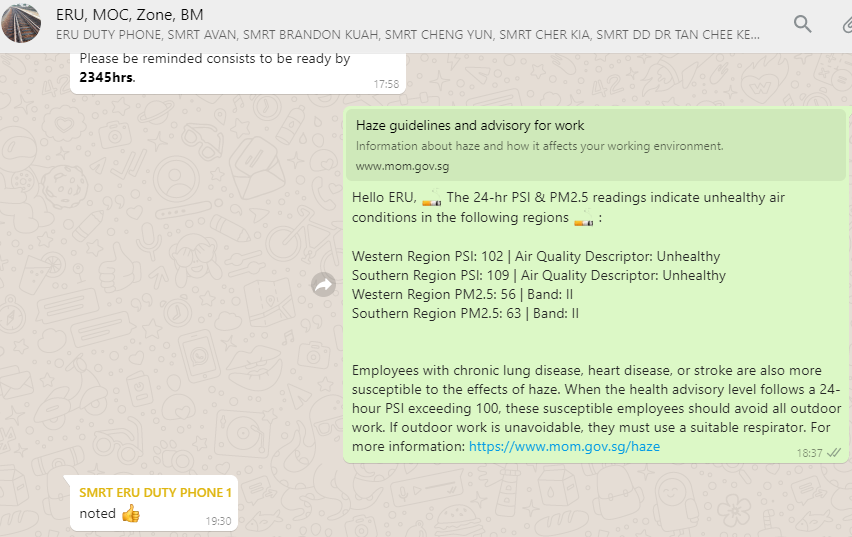 ERU, MOC, Zone, BM
ERU DUTY PHONE, SMRT AVAN, SMRT BRANDON KUAH, SMRT CHENG YUN, SMRT CHER KIA, SMRT DD DR TAN CHEE KE...
Please be reminded consists to be ready by
2345hrs.
17:58
Haze guidelines and advisory for work
Information about haze and how it affects your working environment.
www.mom.gov.sg
Hello ERU, 🚬 The 24-hr PSI & PM2.5 readings indicate unhealthy air
conditions in the following regions 🚬 :
Western Region PSI: 102 | Air Quality Descriptor: Unhealthy
Southern Region PSI: 109 | Air Quality Descriptor: Unhealthy
Western Region PM2.5: 56 | Band: II
Southern Region PM2.5: 63 | Band: II
Employees with chronic lung disease, heart disease, or stroke are also more
susceptible to the effects of haze. When the health advisory level follows a 24-
hour PSI exceeding 100, these susceptible employees should avoid all outdoor
work. If outdoor work is unavoidable, they must use a suitable respirator. For
more information: https://www.mom.gov.sg/haze
18:37
SMRT ERU DUTY PHONE 1
noted 👍
19:30